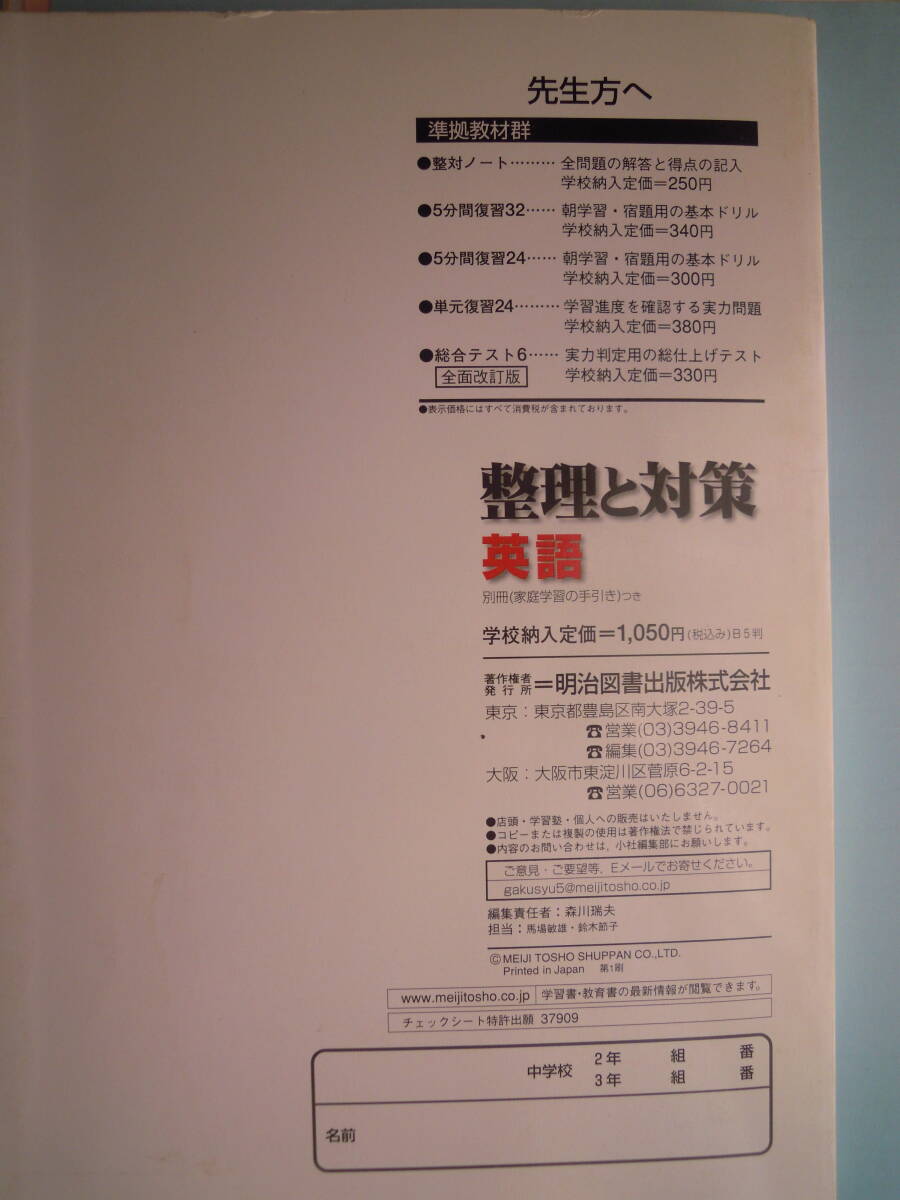 先生方へ
準拠教材群
●整対ノート………全問題の解答と得点の記入
学校納入定価＝250円
●5分間復習32……朝学習・宿題用の基本ドリル
学校納入定価＝340円
●5分間復習24……朝学習・宿題用の基本ドリル
学校納入定価＝300円
●単元復習24………学習進度を確認する実力問題
学校納入定価＝380円
●総合テスト6……実力判定用の総仕上げテスト
全面改訂版 学校納入定価＝330円
●表示価格にはすべて消費税が含まれております。
整理と対策
英語
別冊(家庭学習の手引き)つき
学校納入定価＝1,050円(税込み)B5判
著作権者
発行所＝明治図書出版株式会社
東京：東京都豊島区南大塚2-39-5
☎営業(03)3946-8411
☎編集(03)3946-7264
大阪：大阪市東淀川区菅原6-2-15
☎営業(06)6327-0021
●店頭・学習塾・個人への販売はいたしません。
●コピーまたは複製の使用は著作権法で禁じられています。
●内容のお問い合わせは，小社編集部にお願いします。
ご意見・ご要望等，Eメールでお寄せください。
gakusyu5@meijitosho.co.jp
編集責任者：森川瑞夫
担当：馬場敏雄・鈴木節子
©MEIJI TOSHO SHUPPAN CO.,LTD.
Printed in Japan 第1刷
www.meijitosho.co.jp 学習書・教育書の最新情報が閲覧できます。
チェックシート特許出願 37909
中学校 2年 組 番
3年 組 番
名前